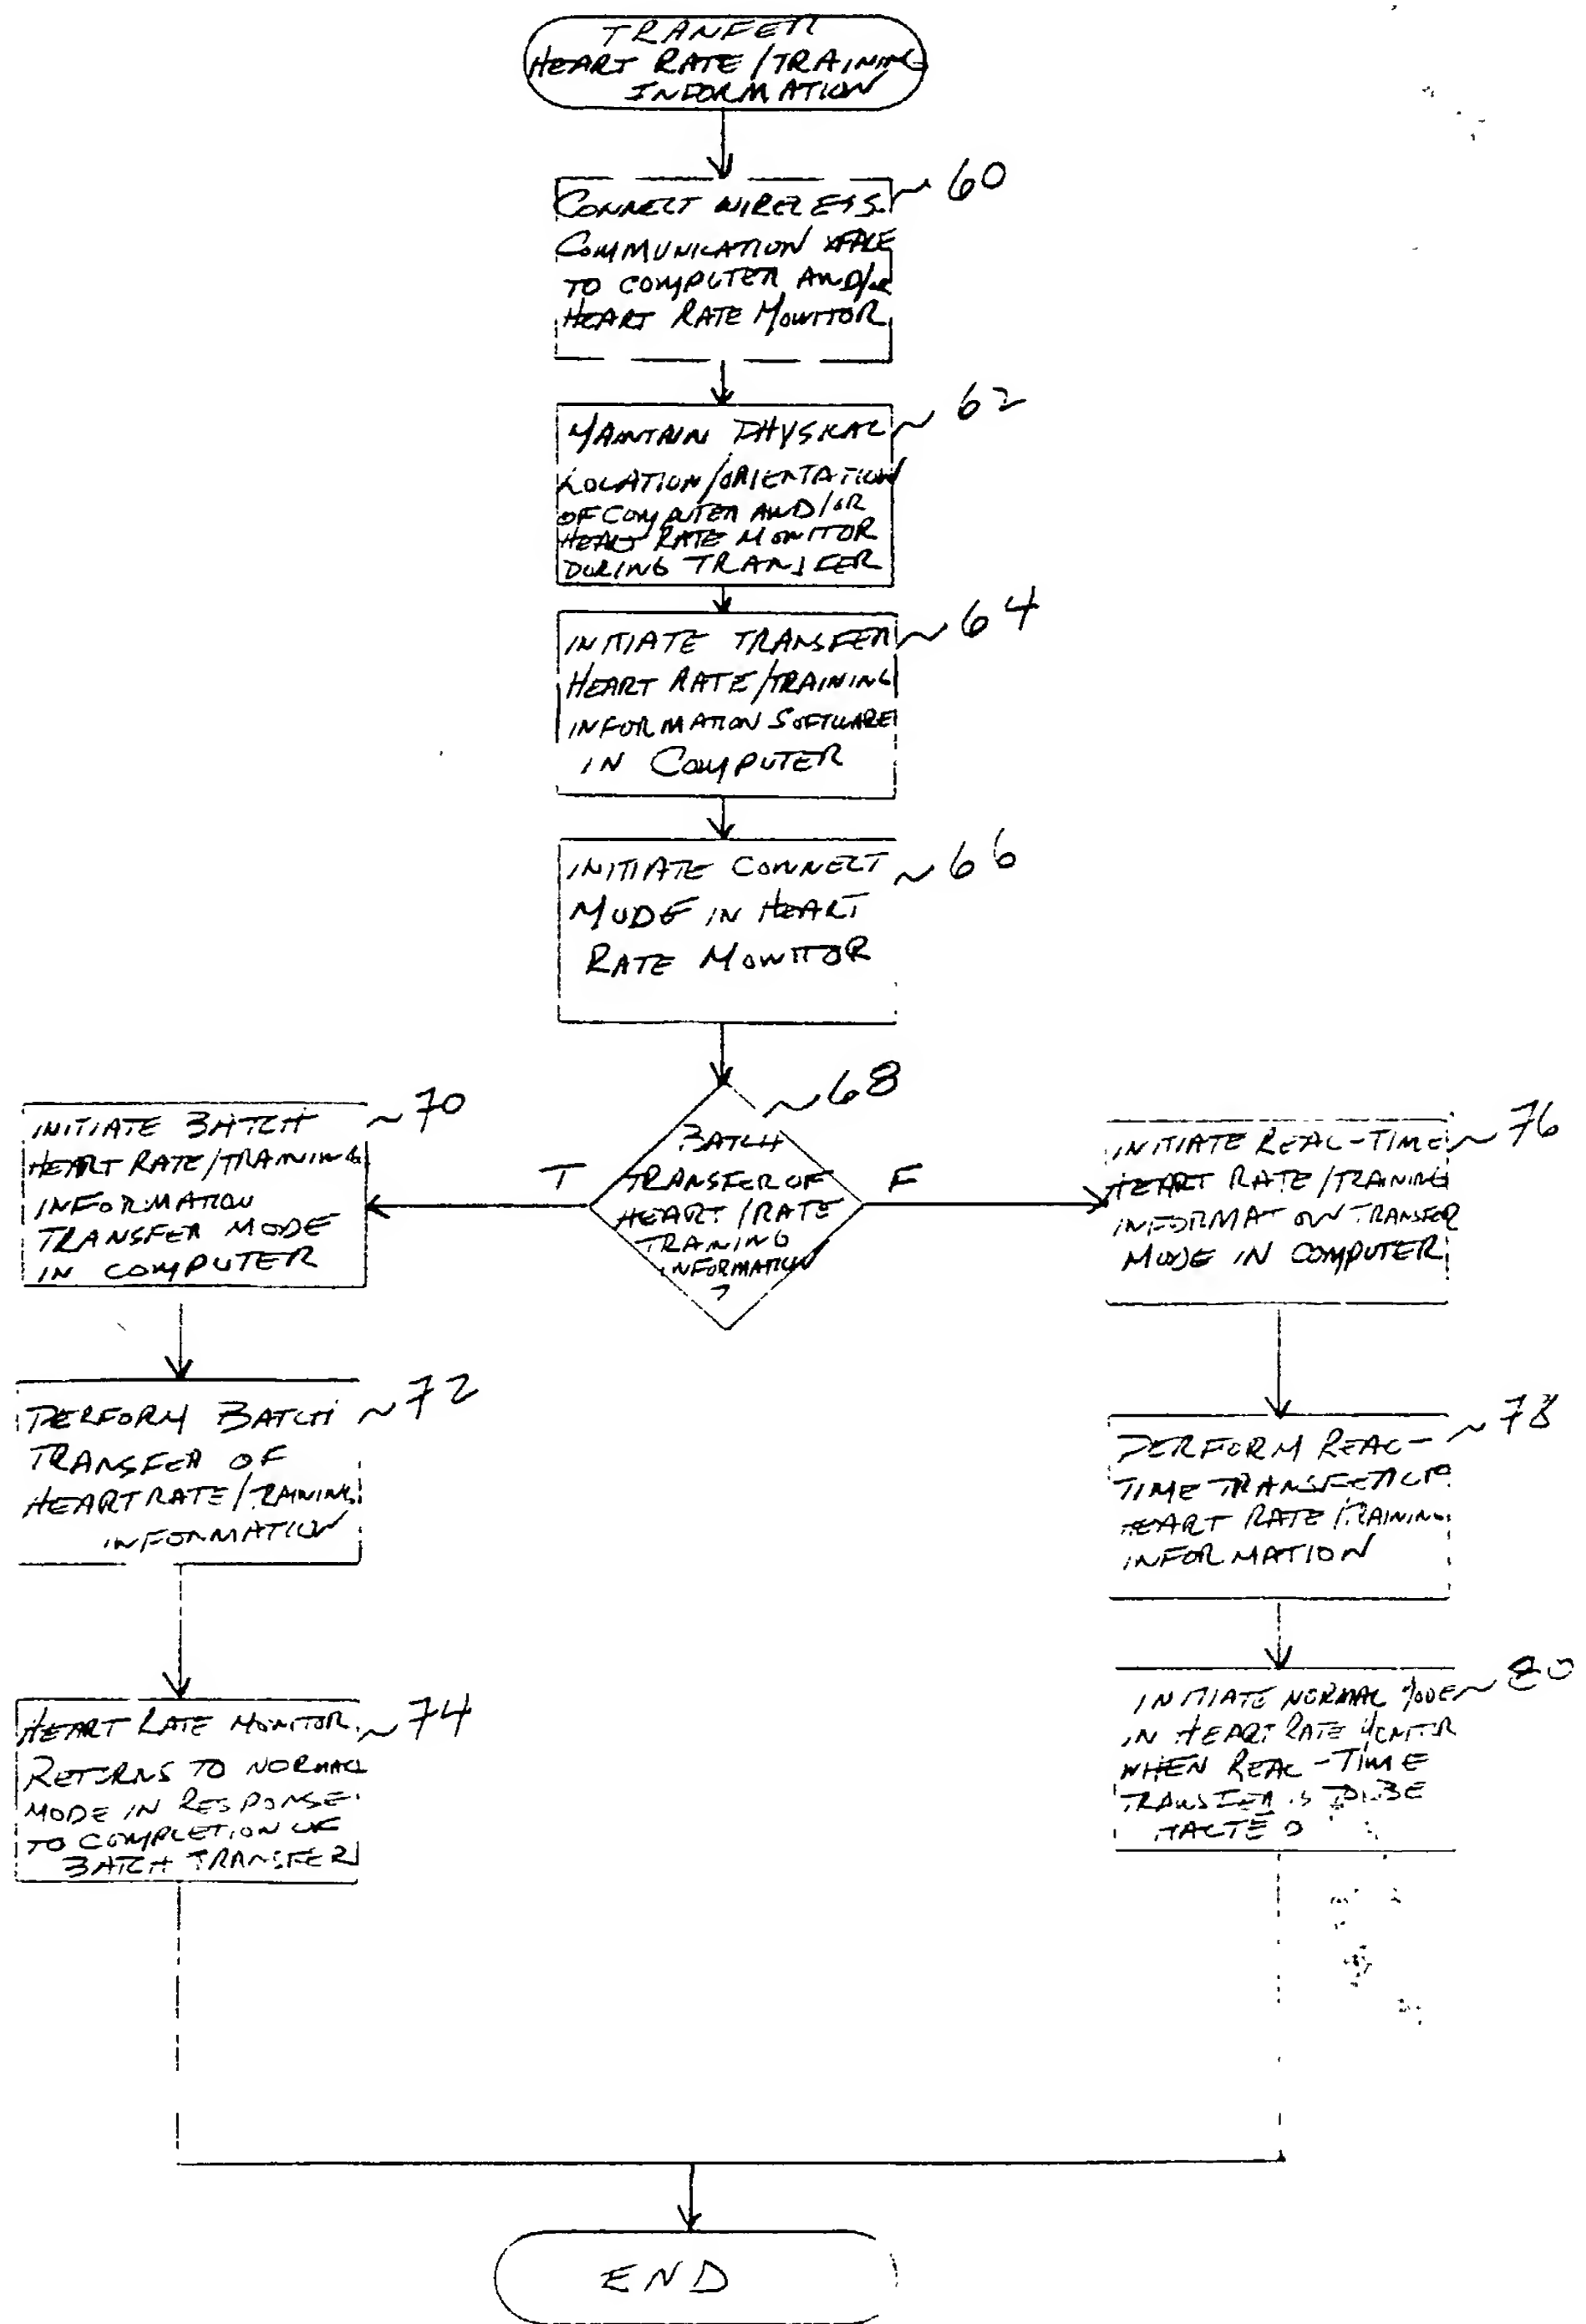 TRANFER
HEART RATE/TRAINING
INFORMATION
60
CONNECT WIRELESS
COMMUNICATION XFACE
TO COMPUTER AND/OR
HEART RATE MONITOR
62
MAINTAIN PHYSICAL
LOCATION/ORIENTATION
OF COMPUTER AND/OR
HEART RATE MONITOR
DURING TRANSFER
64
INITIATE TRANSFER
HEART RATE/TRAINING
INFORMATION SOFTWARE
IN COMPUTER
66
INITIATE CONNECT
MODE IN HEART
RATE MONITOR
68
BATCH
TRANSFER OF
HEART/RATE
TRAINING
INFORMATION
?
T
F
70
INITIATE BATCH
HEART RATE/TRAINING
INFORMATION
TRANSFER MODE
IN COMPUTER
72
PERFORM BATCH
TRANSFER OF
HEART RATE/TRAINING
INFORMATION
74
HEART RATE MONITOR
RETURNS TO NORMAL
MODE IN RESPONSE
TO COMPLETION OF
BATCH TRANSFER
76
INITIATE REAL-TIME
HEART RATE/TRAINING
INFORMATION TRANSFER
MODE IN COMPUTER
78
PERFORM REAL-
TIME TRANSFER OF
HEART RATE/TRAINING
INFORMATION
80
INITIATE NORMAL MODE
IN HEART RATE MONITOR
WHEN REAL-TIME
TRANSFER IS TO BE
END